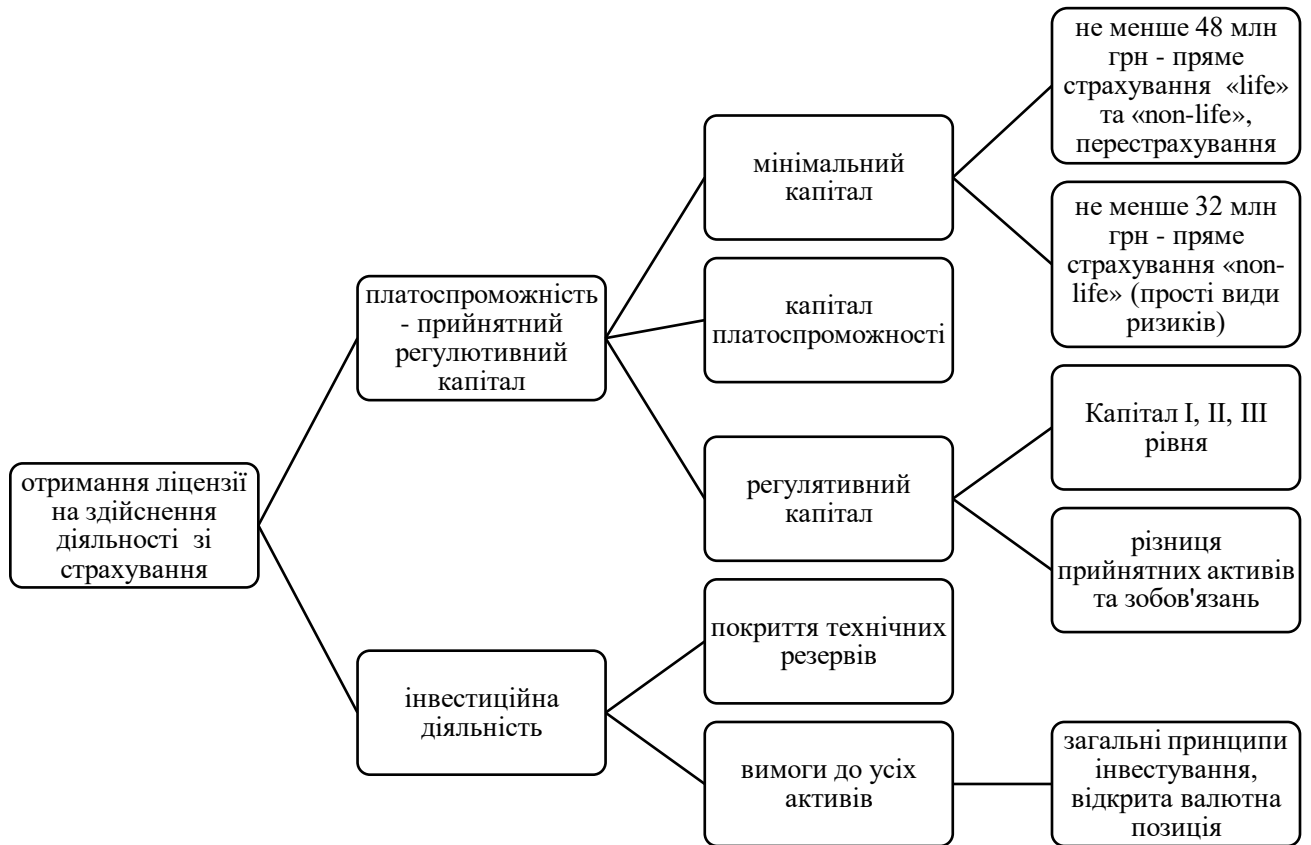 отримання ліцензії
на здійснення
діяльності зі
страхування
платоспроможність
- прийнятний
регулютивний
капітал
мінімальний
капітал
не менше 48 млн
грн - пряме
страхування «life»
та «non-life»,
перестрахування
не менше 32 млн
грн - пряме
страхування «non-
life» (прості види
ризиків)
капітал
платоспроможності
регулятивний
капітал
Капітал I, II, III
рівня
різниця
прийнятних активів
та зобов'язань
інвестиційна
діяльність
покриття технічних
резервів
вимоги до усіх
активів
загальні принципи
інвестування,
відкрита валютна
позиція